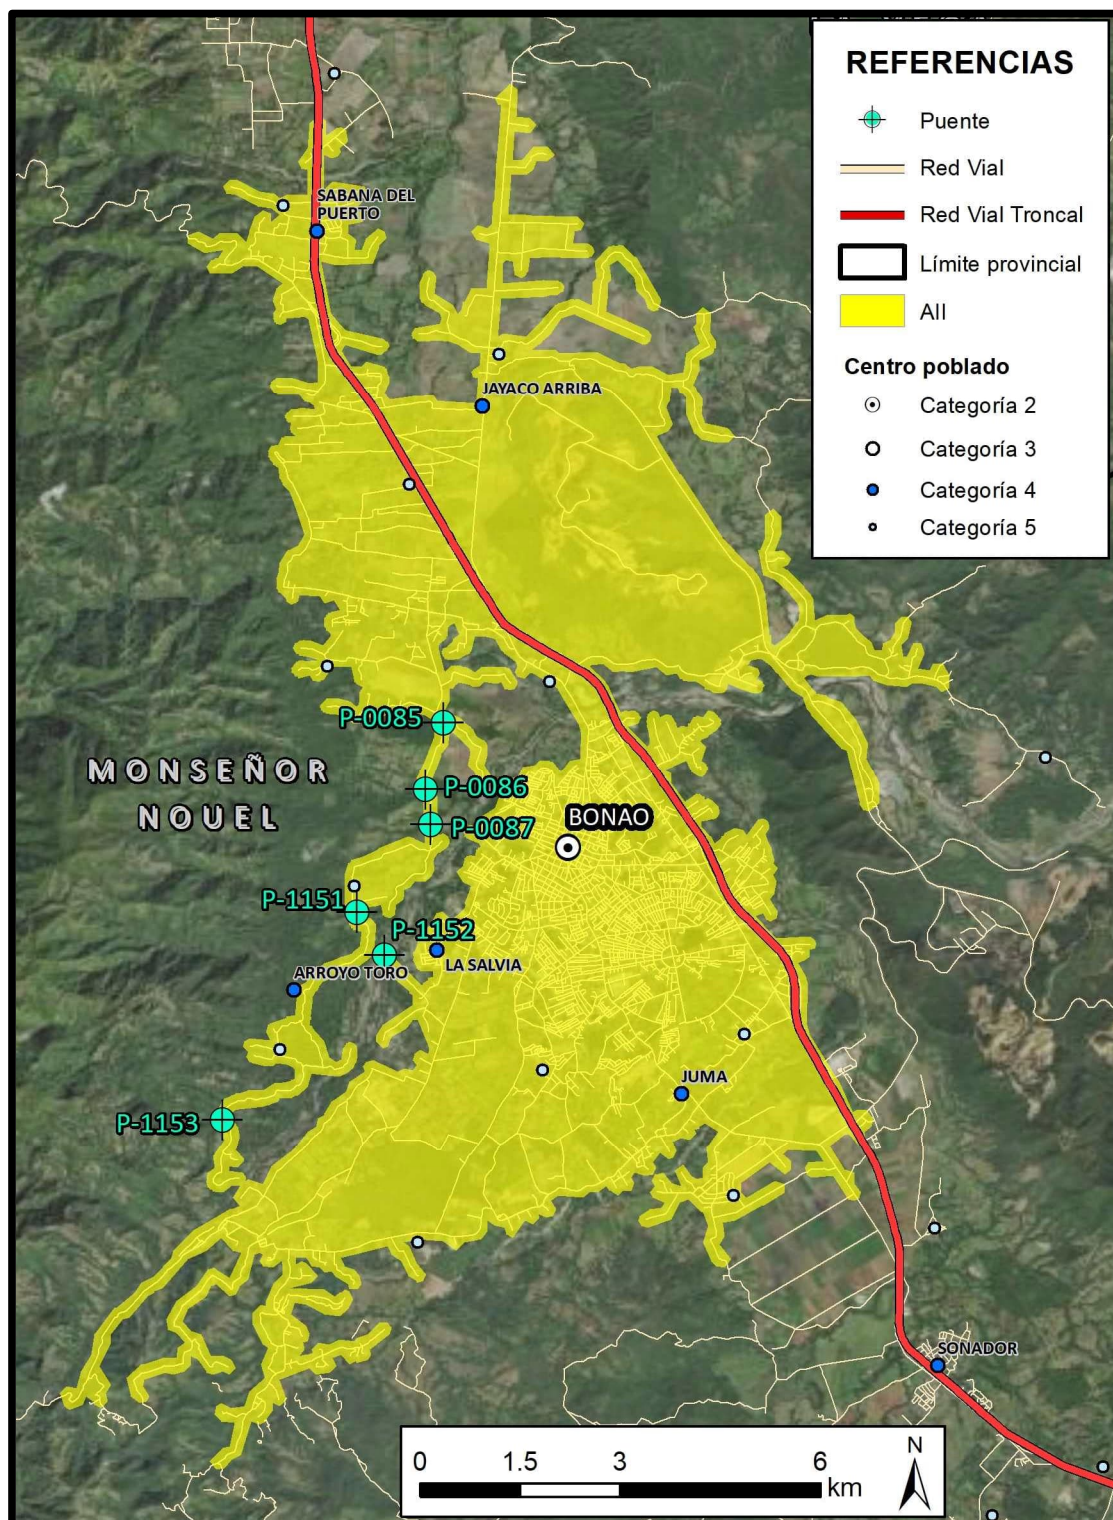 REFERENCIAS
Puente
Red Vial
Red Vial Troncal
Límite provincial
AII
Centro poblado
Categoría 2
Categoría 3
Categoría 4
Categoría 5
SABANA DEL
PUERTO
JAYACO ARRIBA
P-0085
MONSEÑOR
NOUEL
P-0086
BONAO
P-0087
P-1151
P-1152
LA SALVIA
ARROYO TORO
JUMA
P-1153
SONADOR
0 1.5 3 6
km
N